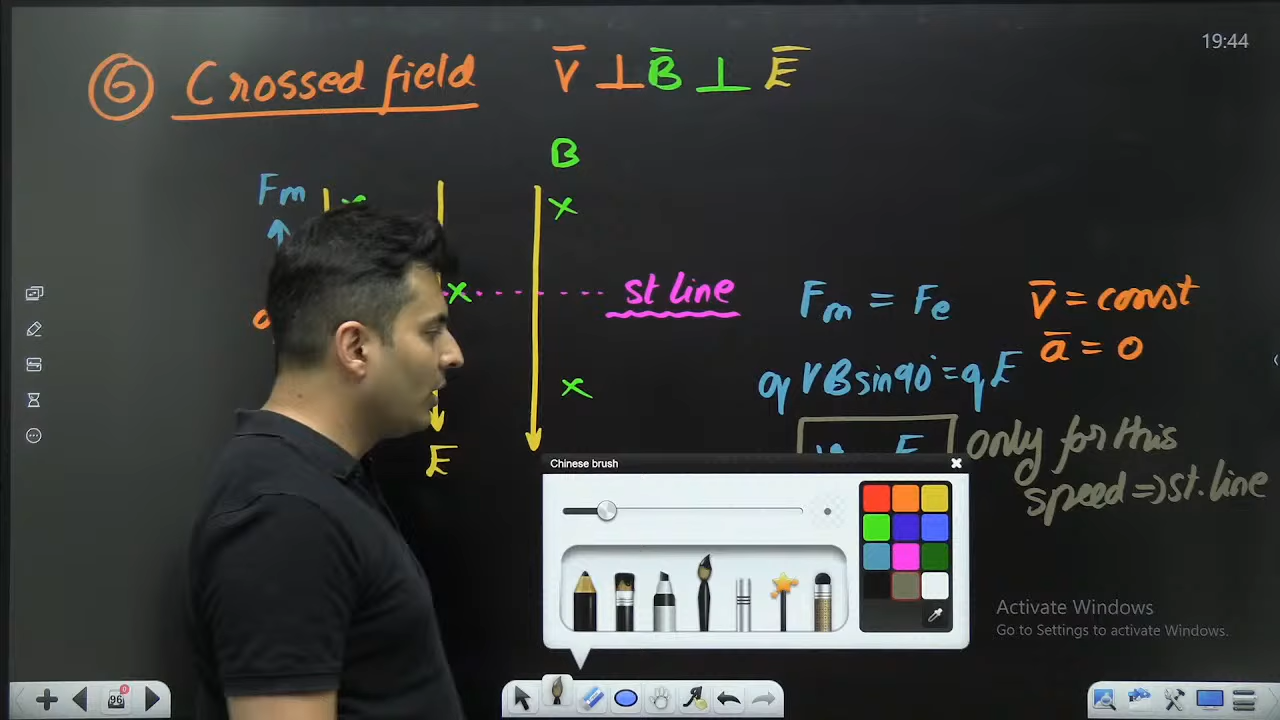 19:44
⑥ Crossed field V̅ ⊥ B̅ ⊥ E̅
B
Fm
x
x
x st line
x
E
Fm = Fe
V̅ = const
a̅ = 0
qVBsin90° = qE
only for this
speed => st.line
Chinese brush
Activate Windows
Go to Settings to activate Windows.
96